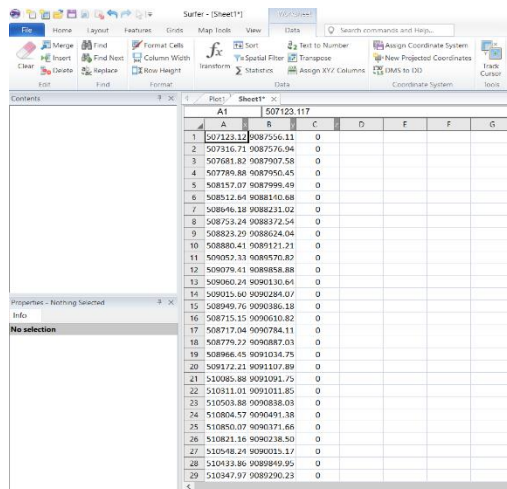 Surfer - [Sheet1*]
Worksheet
File Home Layout Features Grids Map Tools View Data Search commands and Help...
Clear Merge Insert Delete Find Find Next Replace Format Cells Column Width Row Height Transform Sort Spatial Filter Statistics Text to Number Transpose Assign XYZ Columns Assign Coordinate System New Projected Coordinates DMS to DD Track Cursor
Edit Find Format Data Coordinate System Tools
Contents
Plot1 Sheet1*
A1 507123.117
A B C D E F G
1 507123.12 9087556.11 0
2 507316.71 9087576.94 0
3 507681.82 9087907.58 0
4 507789.88 9087950.45 0
5 508157.07 9087999.49 0
6 508512.64 9088140.68 0
7 508646.18 9088231.02 0
8 508753.24 9088372.54 0
9 508823.29 9088624.04 0
10 508880.41 9089121.21 0
11 509052.33 9089570.82 0
12 509079.41 9089858.88 0
13 509060.24 9090130.64 0
14 509015.60 9090284.07 0
15 508949.76 9090386.18 0
16 508715.15 9090610.82 0
17 508717.04 9090784.11 0
18 508779.22 9090887.03 0
19 508966.45 9091034.75 0
20 509172.21 9091107.89 0
21 510085.88 9091091.75 0
22 510311.01 9091011.85 0
23 510503.88 9090838.03 0
24 510804.57 9090491.38 0
25 510850.07 9090371.66 0
26 510821.16 9090238.50 0
27 510548.24 9090015.17 0
28 510433.86 9089849.95 0
29 510347.97 9089290.23 0
Properties - Nothing Selected
Info
No selection